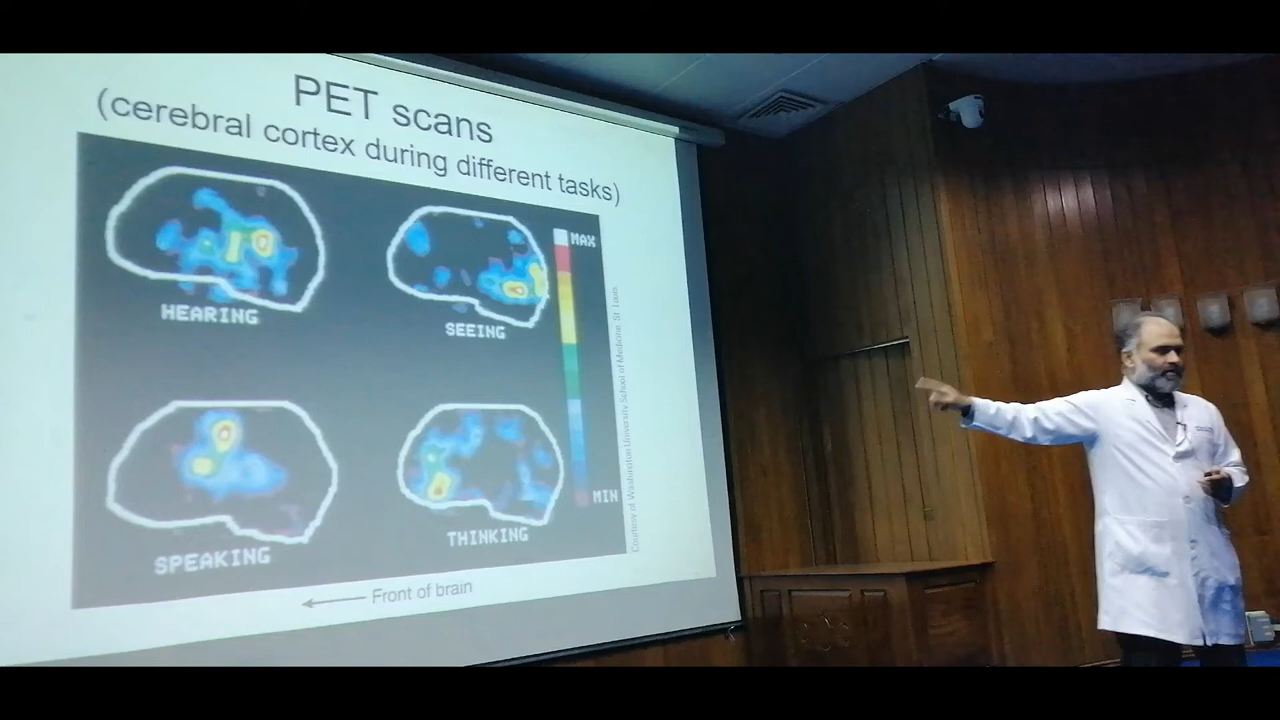 PET scans
(cerebral cortex during different tasks)
HEARING
SEEING
MAX
MIN
SPEAKING
THINKING
Front of brain
Courtesy of Washington University School of Medicine, St. Louis